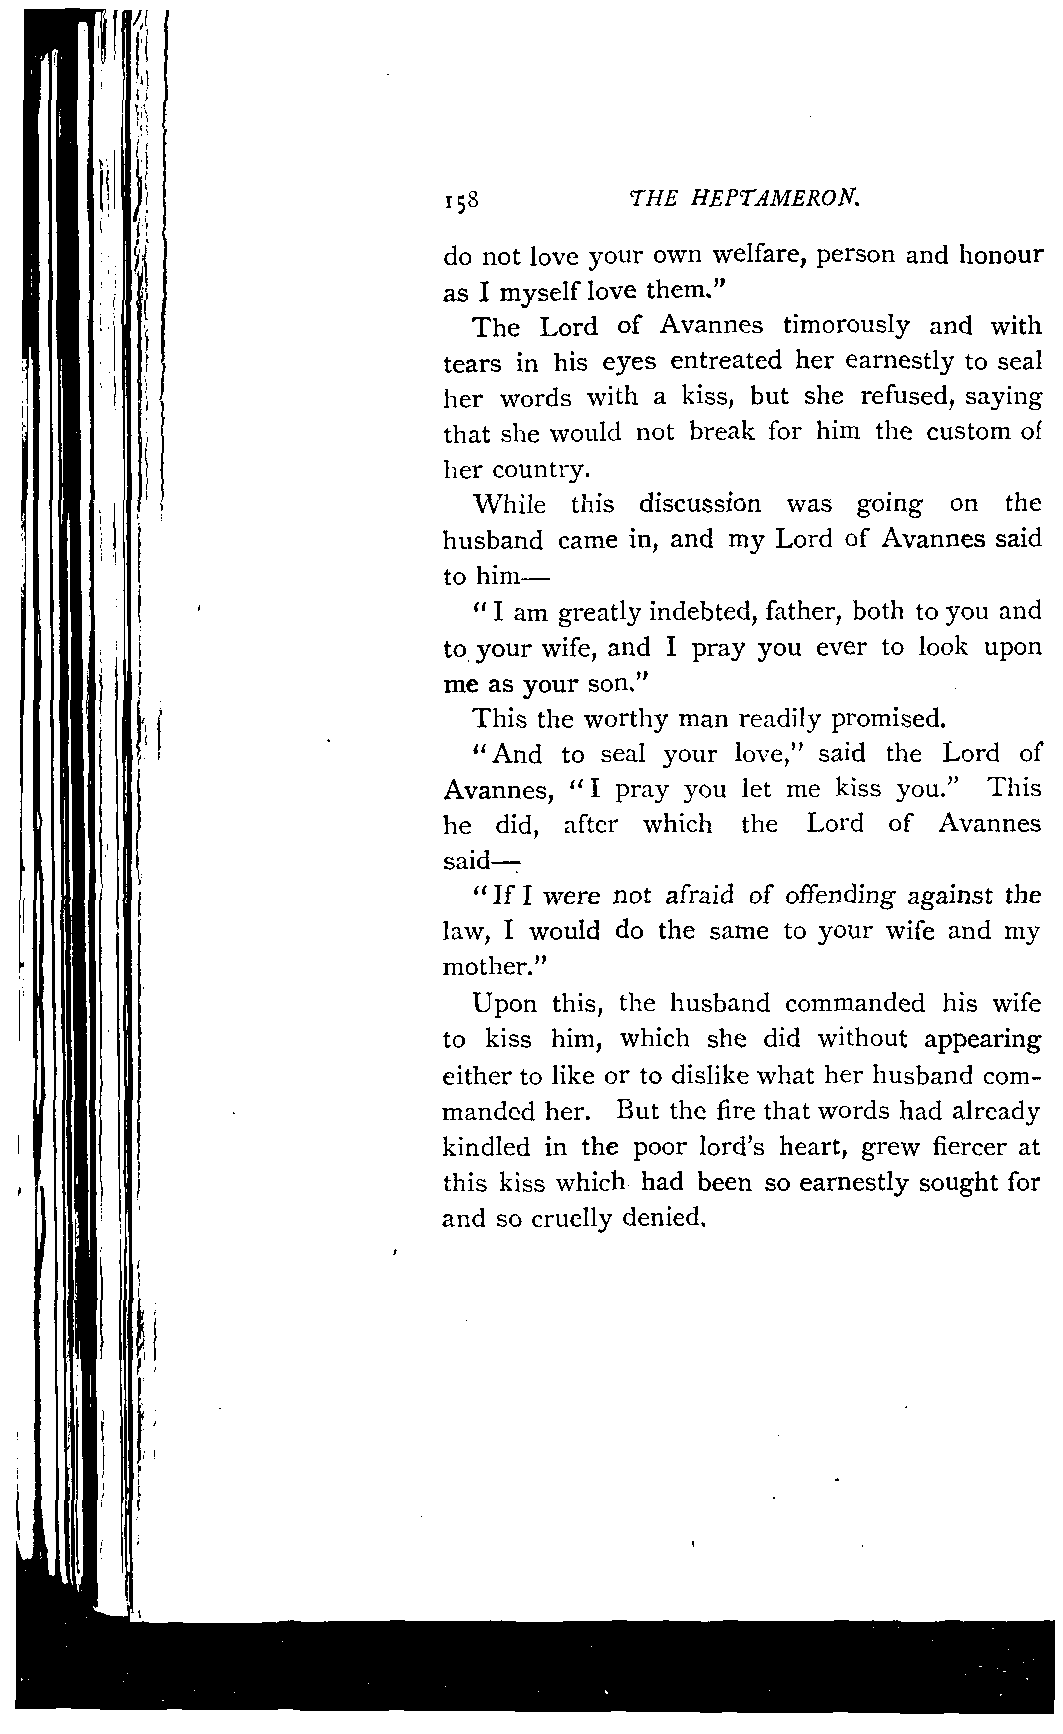 158 THE HEPTAMERON.
do not love your own welfare, person and honour
as I myself love them.”
The Lord of Avannes timorously and with
tears in his eyes entreated her earnestly to seal
her words with a kiss, but she refused, saying
that she would not break for him the custom of
her country.
While this discussion was going on the
husband came in, and my Lord of Avannes said
to him—
“I am greatly indebted, father, both to you and
to your wife, and I pray you ever to look upon
me as your son.”
This the worthy man readily promised.
“And to seal your love,” said the Lord of
Avannes, “I pray you let me kiss you.” This
he did, after which the Lord of Avannes
said—
“If I were not afraid of offending against the
law, I would do the same to your wife and my
mother.”
Upon this, the husband commanded his wife
to kiss him, which she did without appearing
either to like or to dislike what her husband com-
manded her. But the fire that words had already
kindled in the poor lord’s heart, grew fiercer at
this kiss which had been so earnestly sought for
and so cruelly denied.